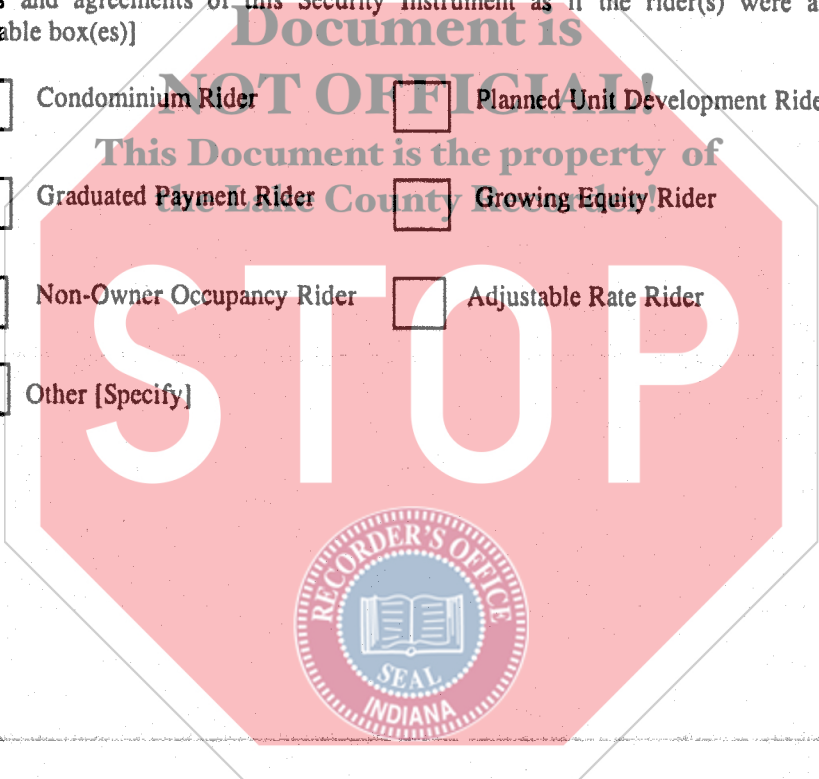 and agreements of this Security Instrument as if the rider(s) were a
able box(es)]
Document is
NOT OFFICIAL!
This Document is the property of
the Lake County Recorder!
Condominium Rider
Planned Unit Development Ride
Graduated Payment Rider
Growing Equity Rider
Non-Owner Occupancy Rider
Adjustable Rate Rider
Other [Specify]
STOP
RECORDER'S OFFICE
SEAL
INDIANA